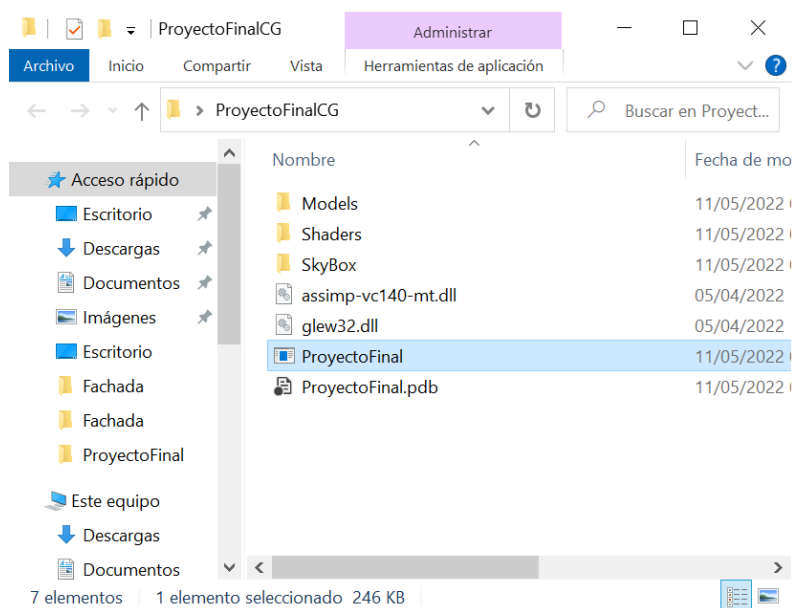 ProyectoFinalCG
Administrar
Archivo Inicio Compartir Vista Herramientas de aplicación
ProyectoFinalCG
Buscar en Proyect...
Nombre Fecha de mo
Acceso rápido
Escritorio
Descargas
Documentos
Imágenes
Escritorio
Fachada
Fachada
ProyectoFinal
Este equipo
Descargas
Documentos
Models 11/05/2022
Shaders 11/05/2022
SkyBox 11/05/2022
assimp-vc140-mt.dll 05/04/2022
glew32.dll 05/04/2022
ProyectoFinal 11/05/2022
ProyectoFinal.pdb 11/05/2022
7 elementos 1 elemento seleccionado 246 KB